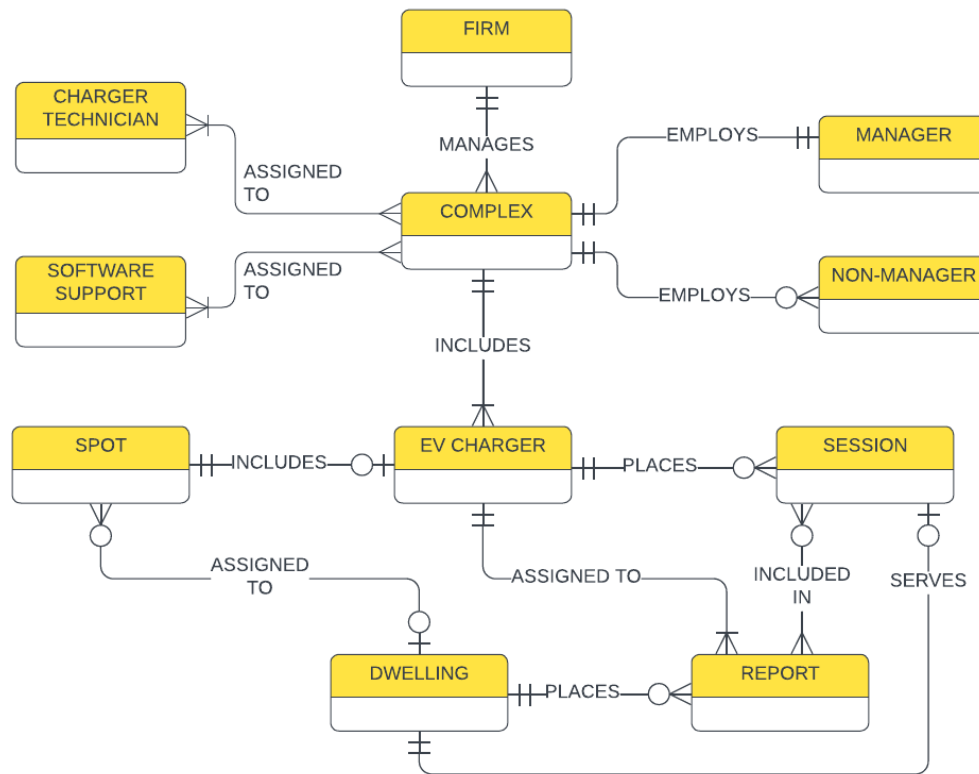 FIRM
CHARGER
TECHNICIAN
MANAGES
EMPLOYS
MANAGER
ASSIGNED
TO
COMPLEX
SOFTWARE
SUPPORT
ASSIGNED
TO
EMPLOYS
NON-MANAGER
INCLUDES
SPOT
INCLUDES
EV CHARGER
PLACES
SESSION
ASSIGNED
TO
ASSIGNED TO
INCLUDED
IN
SERVES
DWELLING
PLACES
REPORT